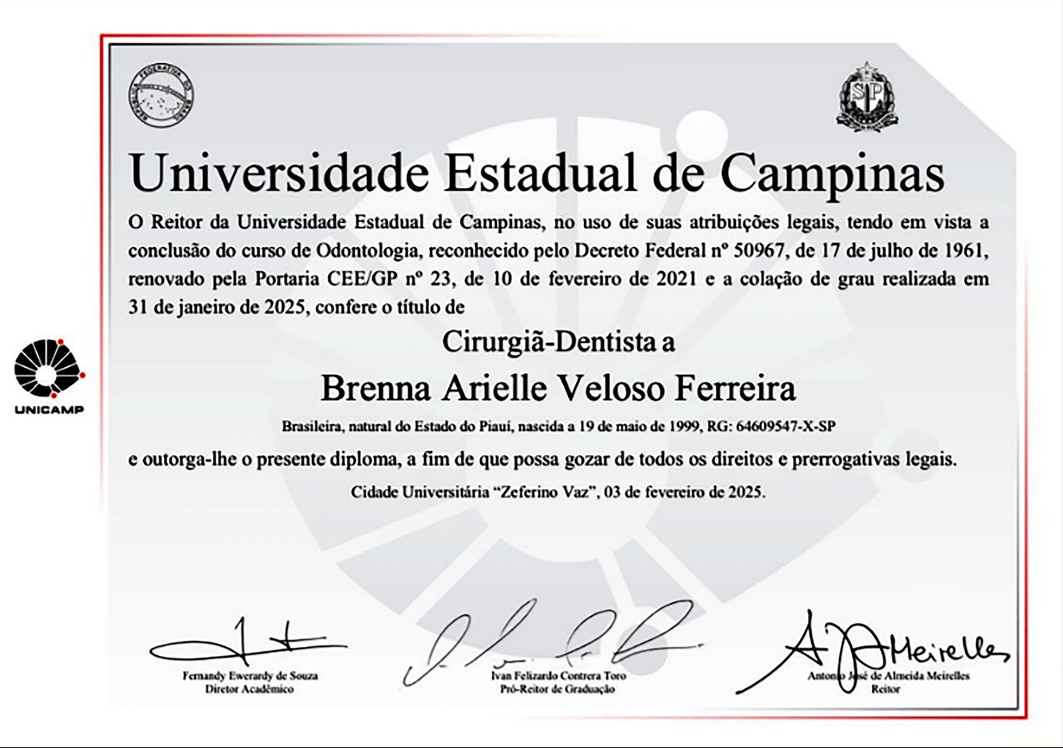 REPÚBLICA FEDERATIVA DO BRASIL
SP
Universidade Estadual de Campinas
O Reitor da Universidade Estadual de Campinas, no uso de suas atribuições legais, tendo em vista a
conclusão do curso de Odontologia, reconhecido pelo Decreto Federal nº 50967, de 17 de julho de 1961,
renovado pela Portaria CEE/GP nº 23, de 10 de fevereiro de 2021 e a colação de grau realizada em
31 de janeiro de 2025, confere o título de
Cirurgiã-Dentista a
UNICAMP
Brenna Arielle Veloso Ferreira
Brasileira, natural do Estado do Piauí, nascida a 19 de maio de 1999, RG: 64609547-X-SP
e outorga-lhe o presente diploma, a fim de que possa gozar de todos os direitos e prerrogativas legais.
Cidade Universitária “Zeferino Vaz”, 03 de fevereiro de 2025.
A. J. A. Meirelles
Fernandy Ewerardy de Souza
Diretor Acadêmico
Ivan Felizardo Contrera Toro
Pró-Reitor de Graduação
Antonio José de Almeida Meirelles
Reitor